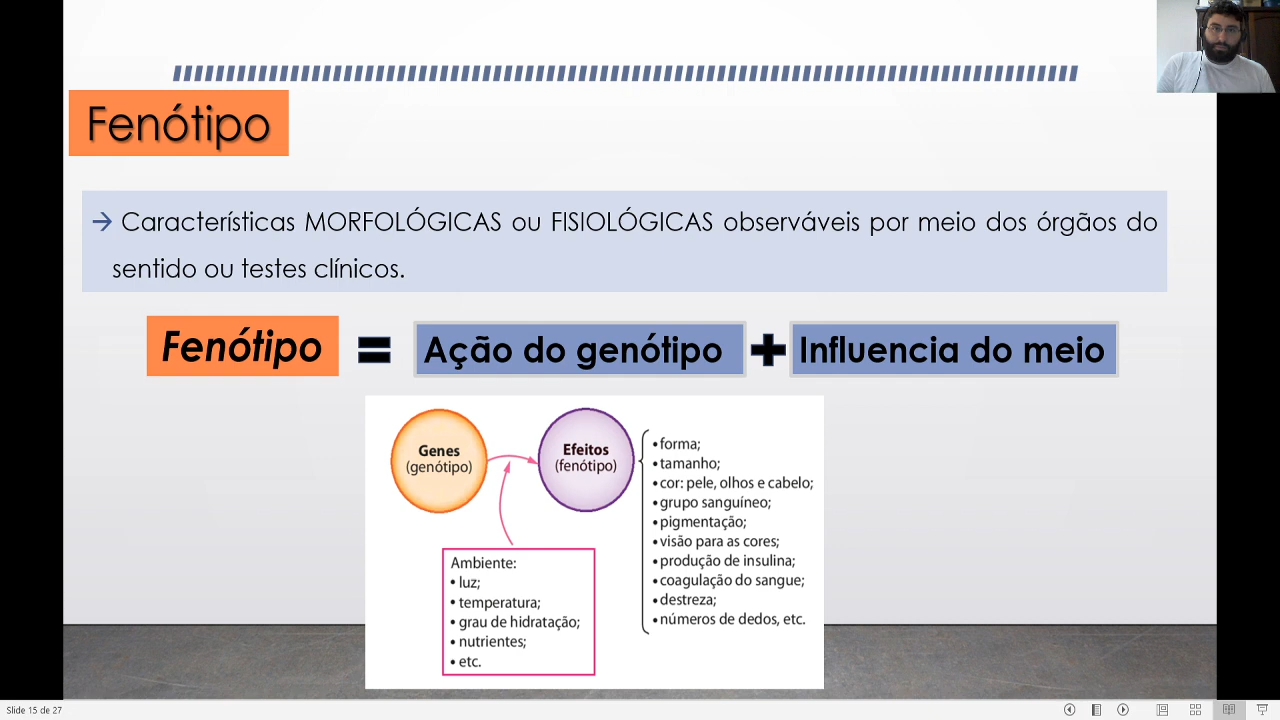 Fenótipo
→ Características MORFOLÓGICAS ou FISIOLÓGICAS observáveis por meio dos órgãos do
sentido ou testes clínicos.
Fenótipo = Ação do genótipo + Influencia do meio
Genes
(genótipo)
Efeitos
(fenótipo)
• forma;
• tamanho;
• cor: pele, olhos e cabelo;
• grupo sanguíneo;
• pigmentação;
• visão para as cores;
• produção de insulina;
• coagulação do sangue;
• destreza;
• números de dedos, etc.
Ambiente:
• luz;
• temperatura;
• grau de hidratação;
• nutrientes;
• etc.
Slide 15 de 27